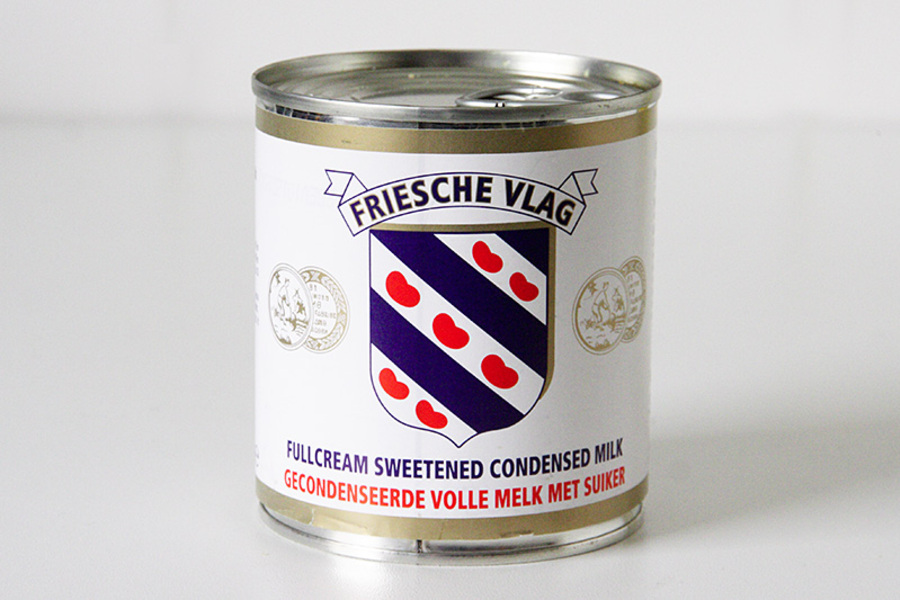 FRIESCHE VLAG
FULLCREAM SWEETENED CONDENSED MILK
GECONDENSEERDE VOLLE MELK MET SUIKER